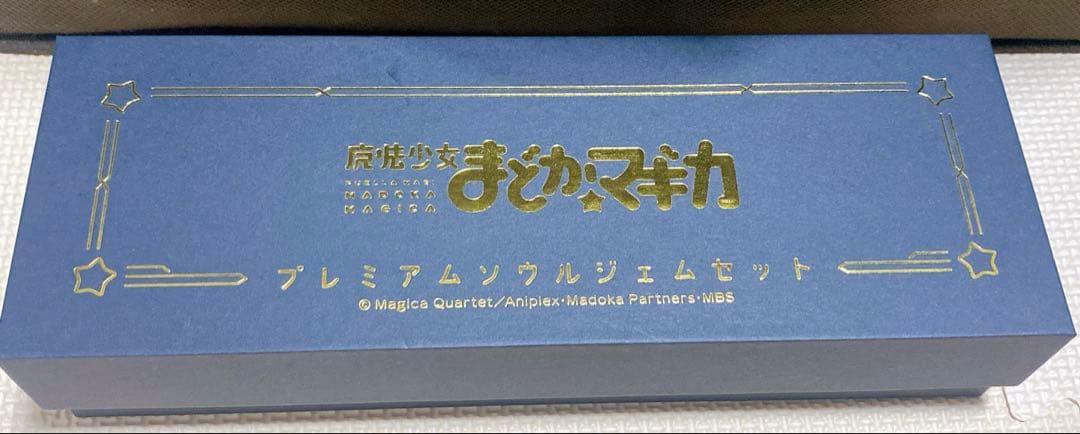 魔法少女
まどか☆マギカ
PUELLA MAGI
MADOKA
MAGICA
プレミアムソウルジェムセット
© Magica Quartet/Aniplex・Madoka Partners・MBS